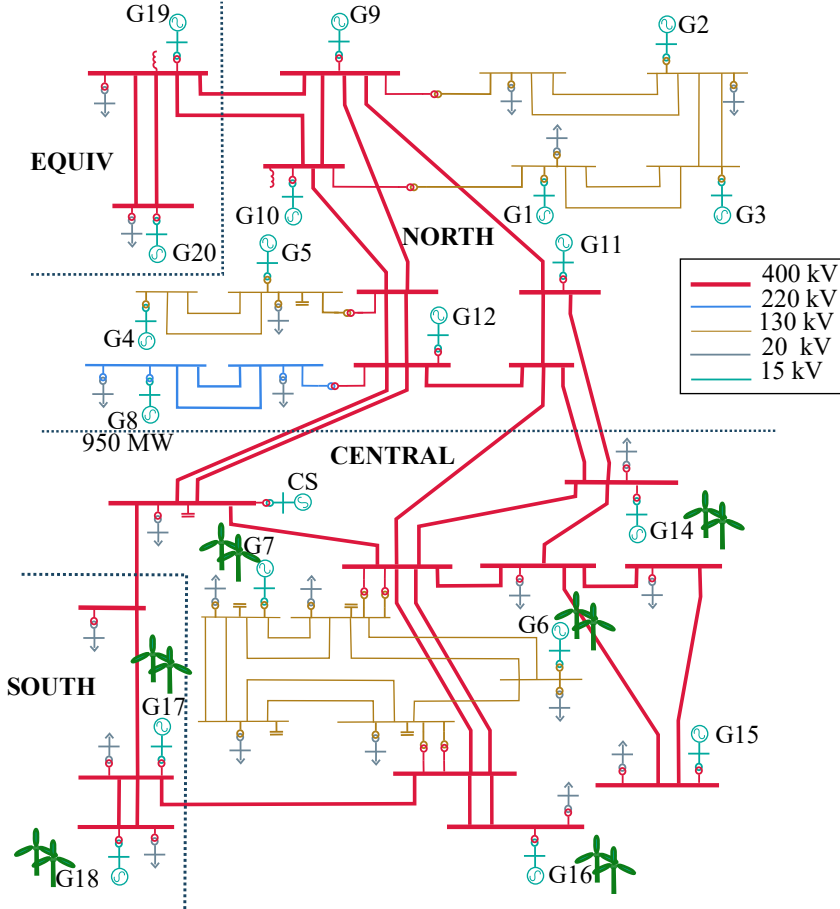 G19
G9
G2
EQUIV
G10
G1
G3
NORTH
G20
G5
G11
400 kV
220 kV
130 kV
20 kV
15 kV
G4
G12
G8
950 MW
CENTRAL
CS
G7
G14
G6
SOUTH
G17
G15
G18
G16